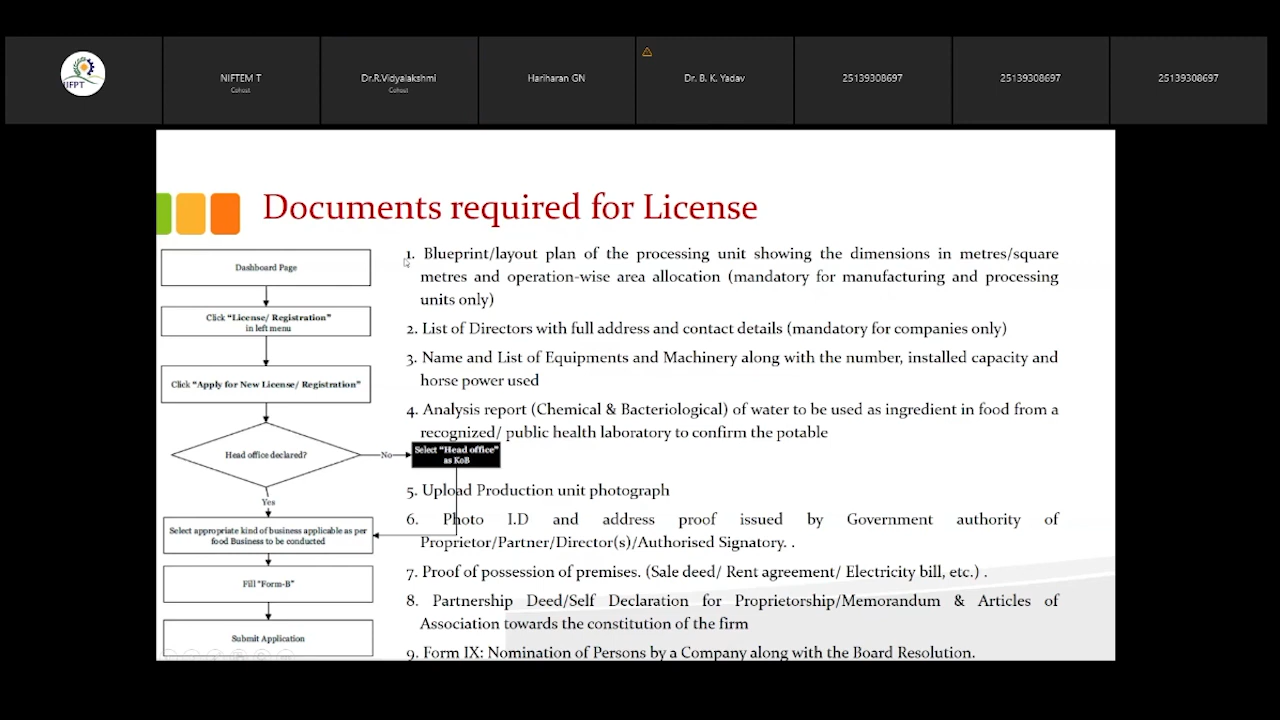 IIFPT
NIFTEM T
Cohost
Dr.R.Vidyalakshmi
Cohost
Hariharan GN
Dr. B. K. Yadav
25139308697
25139308697
25139308697
Documents required for License
Dashboard Page
Click “License/ Registration”
in left menu
Click “Apply for New License/ Registration”
Head office declared?
No
Select “Head office”
as KoB
Yes
Select appropriate kind of business applicable as per
food Business to be conducted
Fill “Form-B”
Submit Application
1. Blueprint/layout plan of the processing unit showing the dimensions in metres/square
metres and operation-wise area allocation (mandatory for manufacturing and processing
units only)
2. List of Directors with full address and contact details (mandatory for companies only)
3. Name and List of Equipments and Machinery along with the number, installed capacity and
horse power used
4. Analysis report (Chemical & Bacteriological) of water to be used as ingredient in food from a
recognized/ public health laboratory to confirm the potable
5. Upload Production unit photograph
6. Photo I.D and address proof issued by Government authority of
Proprietor/Partner/Director(s)/Authorised Signatory. .
7. Proof of possession of premises. (Sale deed/ Rent agreement/ Electricity bill, etc.) .
8. Partnership Deed/Self Declaration for Proprietorship/Memorandum & Articles of
Association towards the constitution of the firm
9. Form IX: Nomination of Persons by a Company along with the Board Resolution.